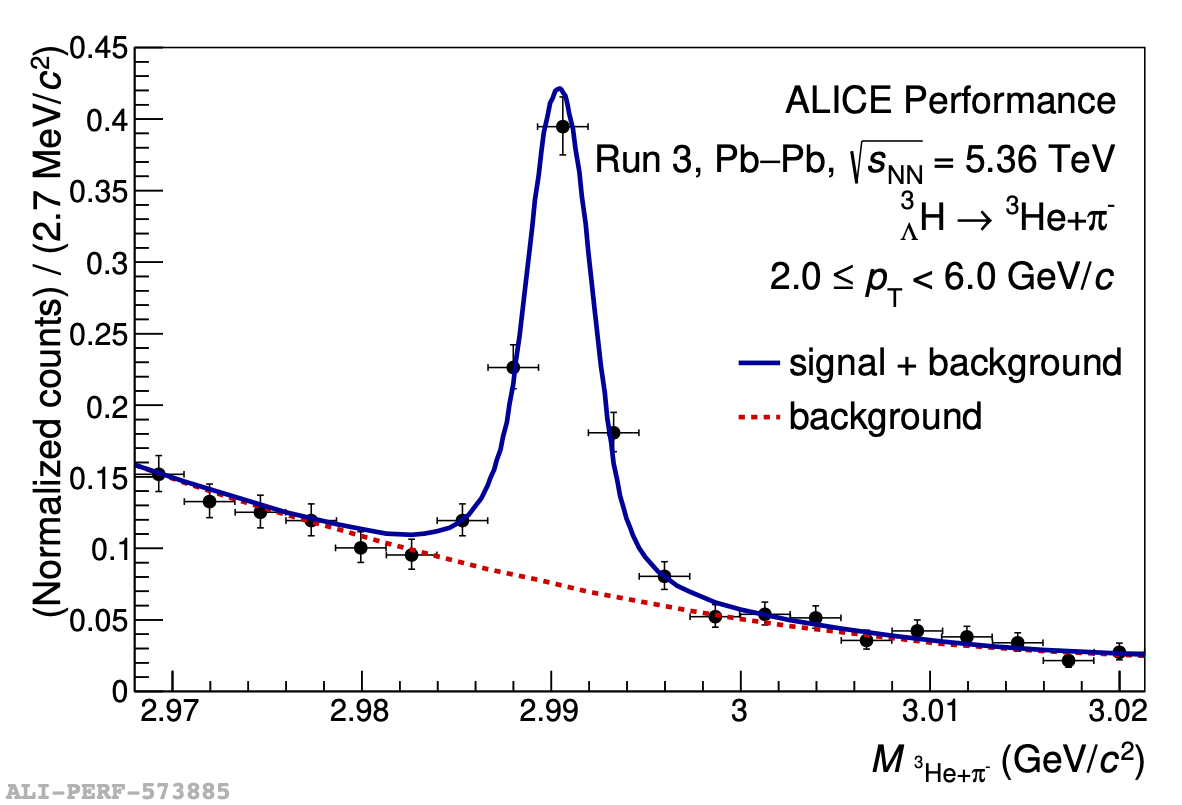 (Normalized counts) / (2.7 MeV/c²)
0.45
0.4
0.35
0.3
0.25
0.2
0.15
0.1
0.05
0
ALICE Performance
Run 3, Pb–Pb, √sNN = 5.36 TeV
³ΛH → ³He+π⁻
2.0 ≤ pT < 6.0 GeV/c
signal + background
background
2.97 2.98 2.99 3 3.01 3.02
M ³He+π⁻ (GeV/c²)
ALI-PERF-573885